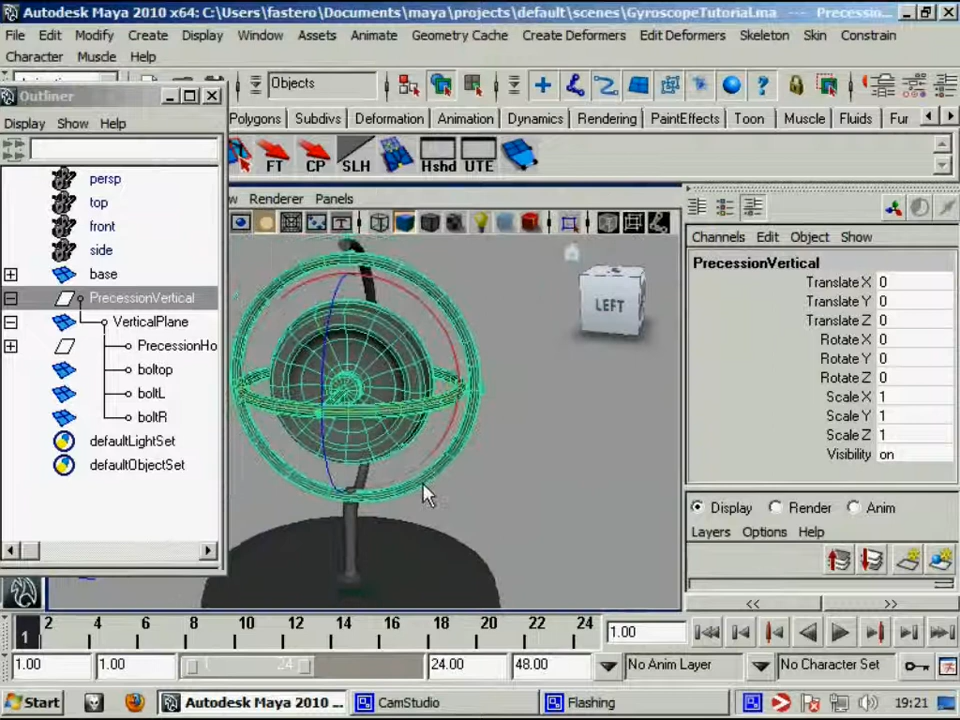 Autodesk Maya 2010 x64: C:\Users\fastero\Documents\maya\projects\default\scenes\GyroscopeTutorial.ma --- Precession...
File Edit Modify Create Display Window Assets Animate Geometry Cache Create Deformers Edit Deformers Skeleton Skin Constrain
Character Muscle Help
Objects
Outliner
Display Show Help
Polygons Subdivs Deformation Animation Dynamics Rendering PaintEffects Toon Muscle Fluids Fur
FT CP SLH Hshd UTE
Renderer Panels
persp
top
front
side
base
PrecessionVertical
VerticalPlane
PrecessionHo
boltop
boltL
boltR
defaultLightSet
defaultObjectSet
LEFT
Channels Edit Object Show
PrecessionVertical
Translate X 0
Translate Y 0
Translate Z 0
Rotate X 0
Rotate Y 0
Rotate Z 0
Scale X 1
Scale Y 1
Scale Z 1
Visibility on
Display Render Anim
Layers Options Help
<< >>
1 2 4 6 8 10 12 14 16 18 20 22 24 1.00
1.00 1.00 1 24 24.00 48.00 No Anim Layer No Character Set
Start Autodesk Maya 2010 ... CamStudio Flashing 19:21